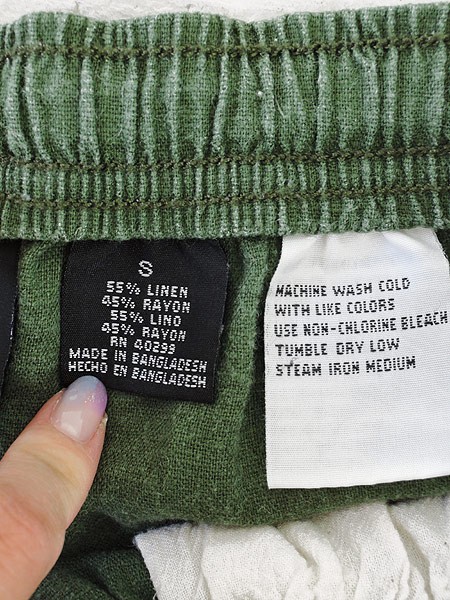 S
55% LINEN
45% RAYON
55% LINO
45% RAYON
RN 40299
MADE IN BANGLADESH
HECHO EN BANGLADESH
MACHINE WASH COLD
WITH LIKE COLORS
USE NON-CHLORINE BLEACH
TUMBLE DRY LOW
STEAM IRON MEDIUM